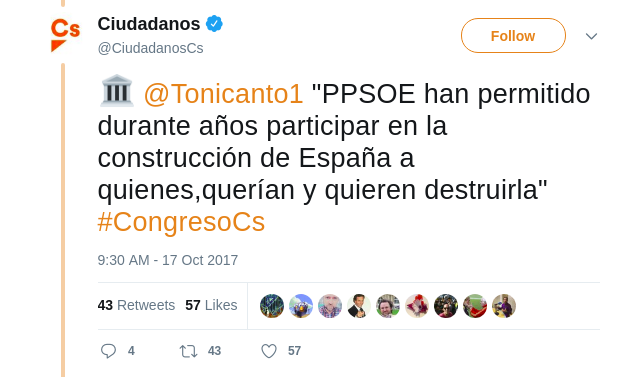 Cs
Ciudadanos
@CiudadanosCs
Follow
@Tonicanto1 "PPSOE han permitido
durante años participar en la
construcción de España a
quienes,querían y quieren destruirla"
#CongresoCs
9:30 AM - 17 Oct 2017
43 Retweets 57 Likes
4 43 57